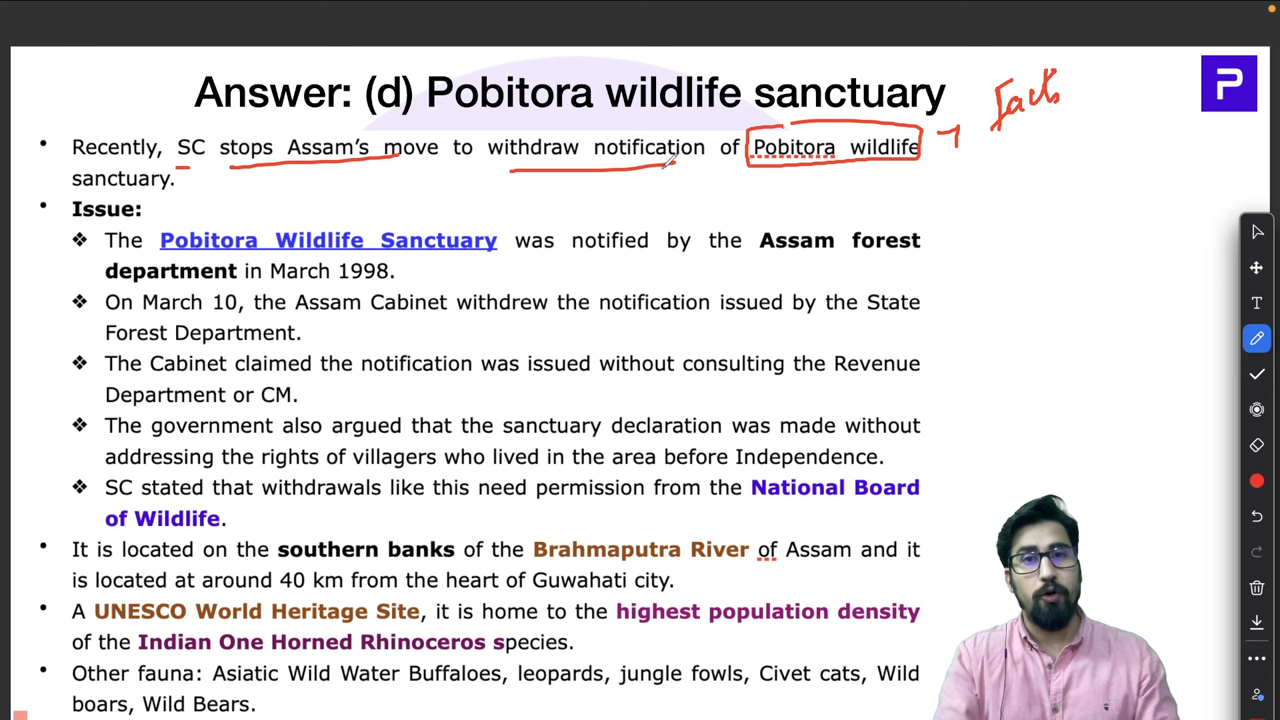 Answer: (d) Pobitora wildlife sanctuary
Facts
P
• Recently, SC stops Assam’s move to withdraw notification of Pobitora wildlife
sanctuary.
• Issue:
❖ The Pobitora Wildlife Sanctuary was notified by the Assam forest
department in March 1998.
❖ On March 10, the Assam Cabinet withdrew the notification issued by the State
Forest Department.
❖ The Cabinet claimed the notification was issued without consulting the Revenue
Department or CM.
❖ The government also argued that the sanctuary declaration was made without
addressing the rights of villagers who lived in the area before Independence.
❖ SC stated that withdrawals like this need permission from the National Board
of Wildlife.
• It is located on the southern banks of the Brahmaputra River of Assam and it
is located at around 40 km from the heart of Guwahati city.
• A UNESCO World Heritage Site, it is home to the highest population density
of the Indian One Horned Rhinoceros species.
• Other fauna: Asiatic Wild Water Buffaloes, leopards, jungle fowls, Civet cats, Wild
boars, Wild Bears.